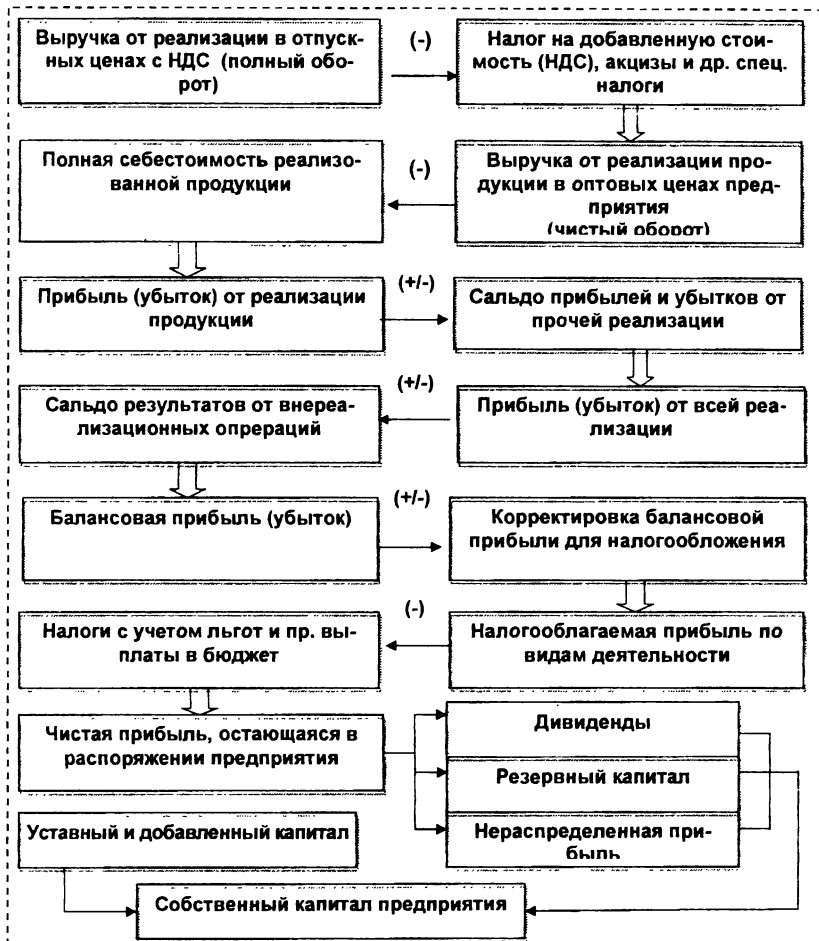 Выручка от реализации в отпуск-
ных ценах с НДС (полный обо-
рот)
(-)
Налог на добавленную стои-
мость (НДС), акцизы и др. спец.
налоги
Полная себестоимость реализо-
ванной продукции
(-)
Выручка от реализации про-
дукции в оптовых ценах пред-
приятия
(чистый оборот)
Прибыль (убыток) от реализации
продукции
(+/-)
Сальдо прибылей и убытков от
прочей реализации
Сальдо результатов от внере-
ализационных опрераций
(+/-)
Прибыль (убыток) от всей реа-
лизации
Балансовая прибыль (убыток)
(+/-)
Корректировка балансовой
прибыли для налогообложения
Налоги с учетом льгот и пр. вы-
платы в бюджет
(-)
Налогооблагаемая прибыль по
видам деятельности
Чистая прибыль, остающаяся в
распоряжении предприятия
Дивиденды
Резервный капитал
Нераспределенная при-
быль
Уставный и добавленный капитал
Собственный капитал предприятия